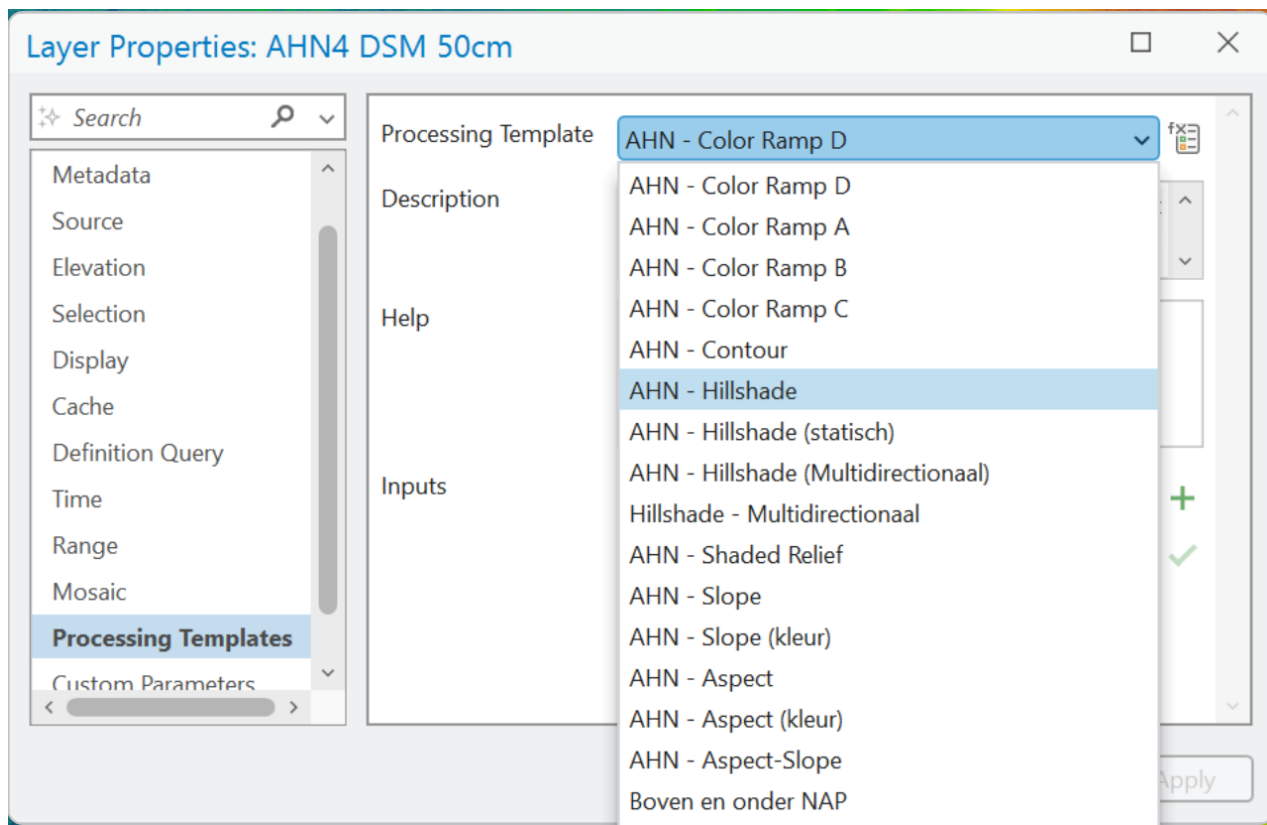 Layer Properties: AHN4 DSM 50cm
Search
Metadata
Source
Elevation
Selection
Display
Cache
Definition Query
Time
Range
Mosaic
Processing Templates
Custom Parameters
Processing Template
AHN - Color Ramp D
Description
Help
Inputs
AHN - Color Ramp D
AHN - Color Ramp A
AHN - Color Ramp B
AHN - Color Ramp C
AHN - Contour
AHN - Hillshade
AHN - Hillshade (statisch)
AHN - Hillshade (Multidirectionaal)
Hillshade - Multidirectionaal
AHN - Shaded Relief
AHN - Slope
AHN - Slope (kleur)
AHN - Aspect
AHN - Aspect (kleur)
AHN - Aspect-Slope
Boven en onder NAP
Apply